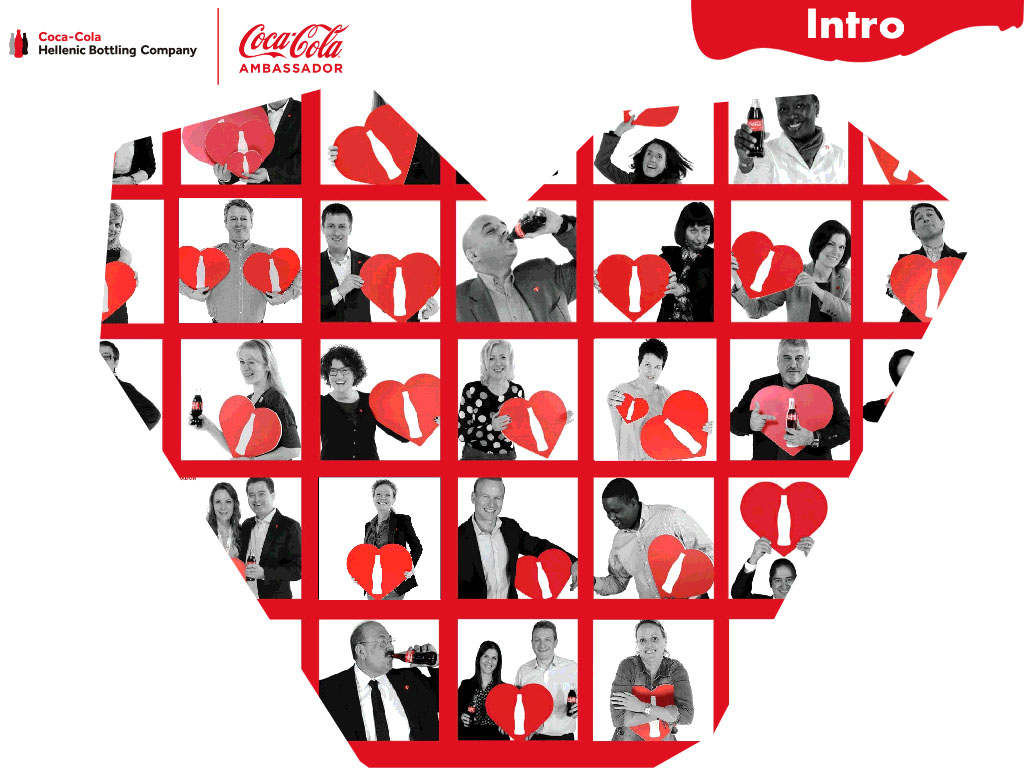 Coca-Cola
Hellenic Bottling Company
Coca-Cola
AMBASSADOR
Intro